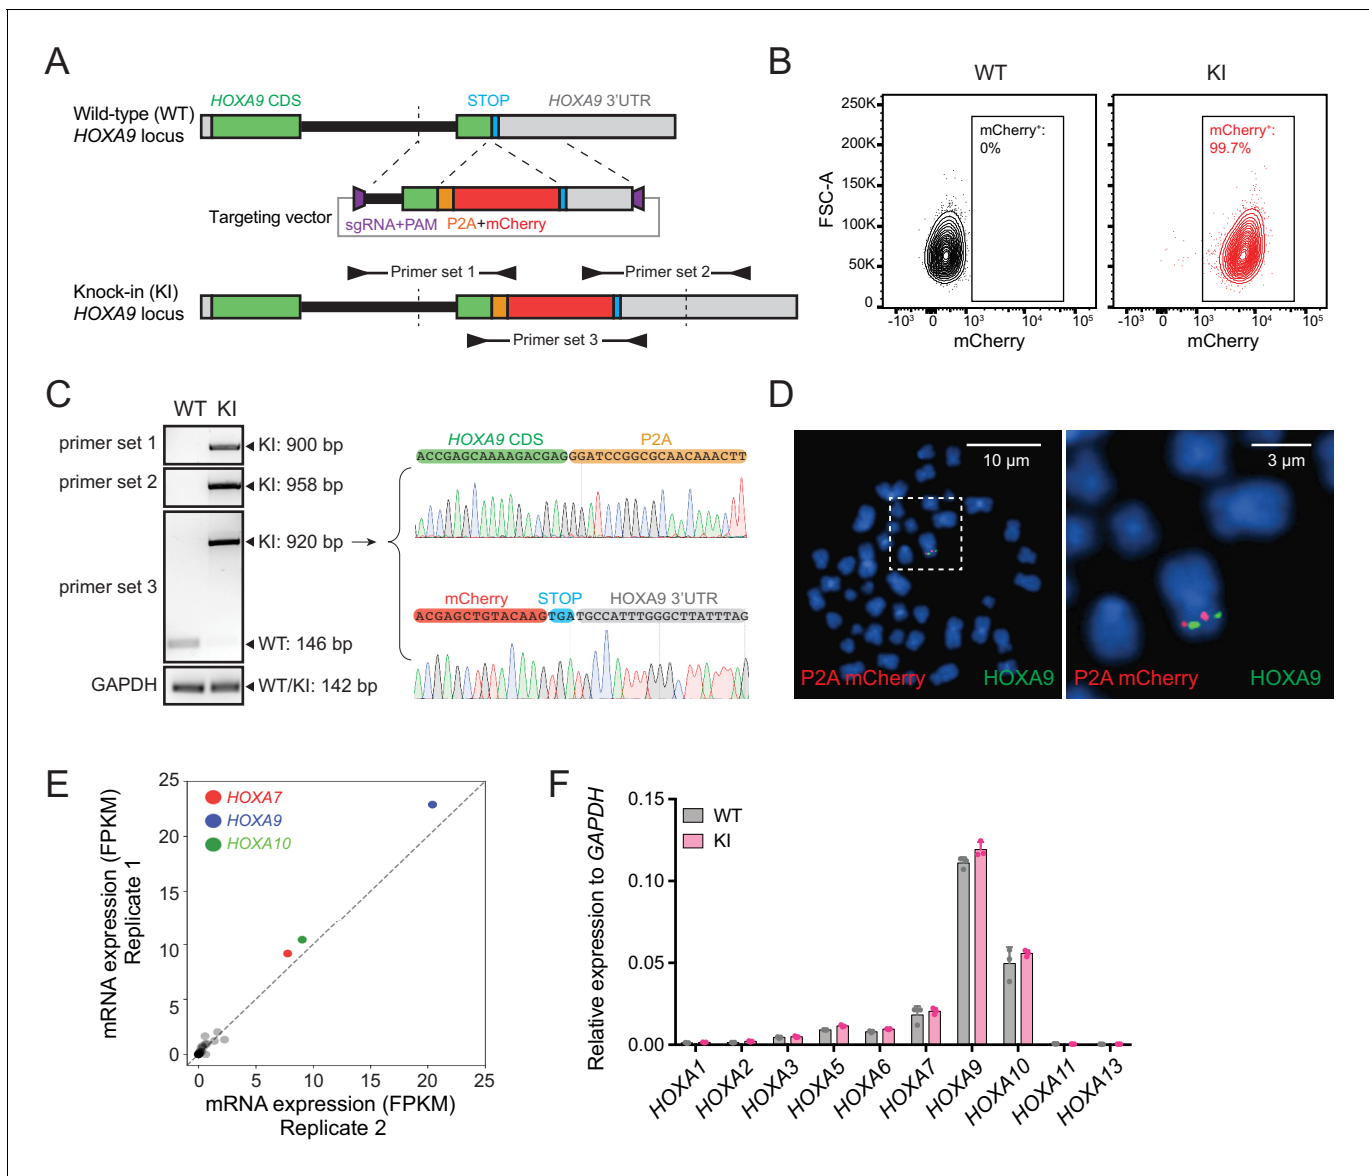 A
HOXA9 CDS
STOP
HOXA9 3'UTR
Wild-type (WT)
HOXA9 locus
Targeting vector
sgRNA+PAM
P2A+mCherry
Primer set 1
Primer set 2
Knock-in (KI)
HOXA9 locus
Primer set 3
B
WT
KI
250K
200K
150K
100K
50K
0
FSC-A
mCherry⁺:
0%
mCherry⁺:
99.7%
-10³ 0 10³ 10⁴ 10⁵
-10³ 0 10³ 10⁴ 10⁵
mCherry
mCherry
C
WT KI
primer set 1
KI: 900 bp
primer set 2
KI: 958 bp
KI: 920 bp
primer set 3
WT: 146 bp
GAPDH
WT/KI: 142 bp
HOXA9 CDS
P2A
ACCGAGCAAAAGACGAGGGATCCGGCGCAACAAACTT
mCherry
STOP
HOXA9 3'UTR
ACGAGCTGTACAAGTGATGCCATTTGGGCTTATTTAG
D
10 µm
P2A mCherry
HOXA9
3 µm
P2A mCherry
HOXA9
E
mRNA expression (FPKM)
Replicate 1
25
20
15
10
5
0
HOXA7
HOXA9
HOXA10
0 5 10 15 20 25
mRNA expression (FPKM)
Replicate 2
F
Relative expression to GAPDH
0.15
0.10
0.05
0.00
WT
KI
HOXA1
HOXA2
HOXA3
HOXA5
HOXA6
HOXA7
HOXA9
HOXA10
HOXA11
HOXA13